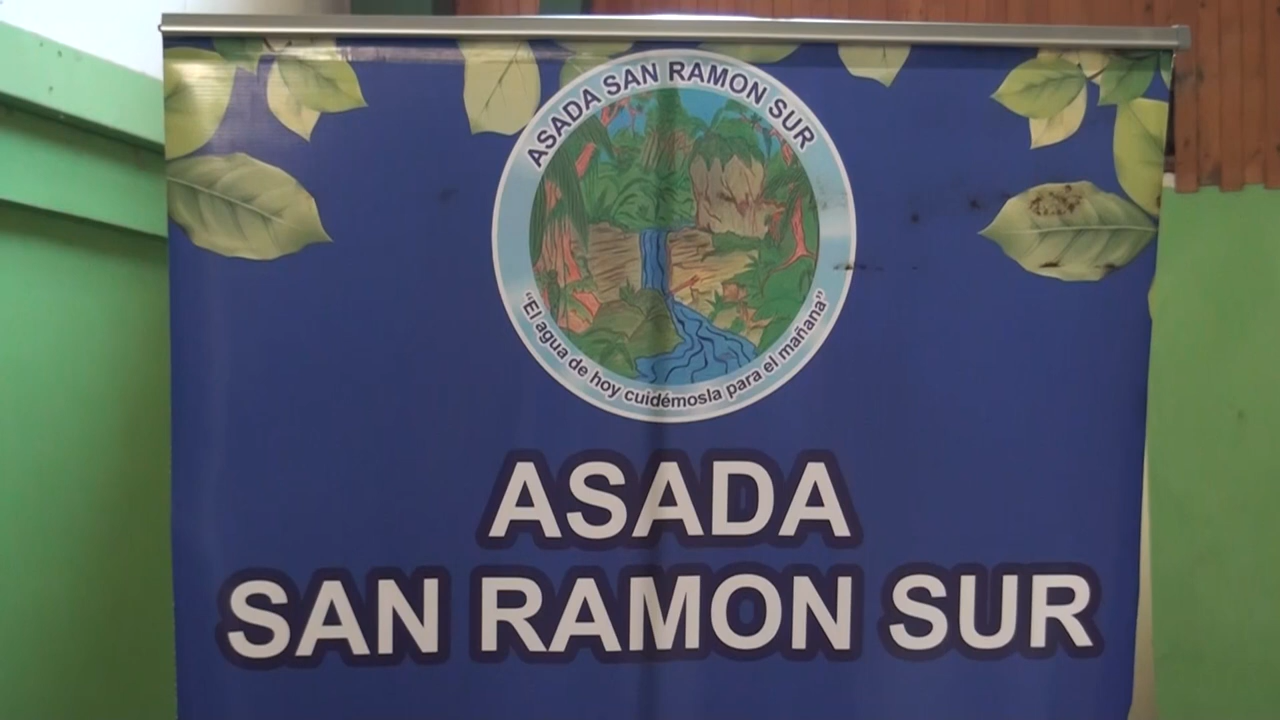 ASADA SAN RAMON SUR
"El agua de hoy cuidémosla para el mañana"
ASADA
SAN RAMON SUR